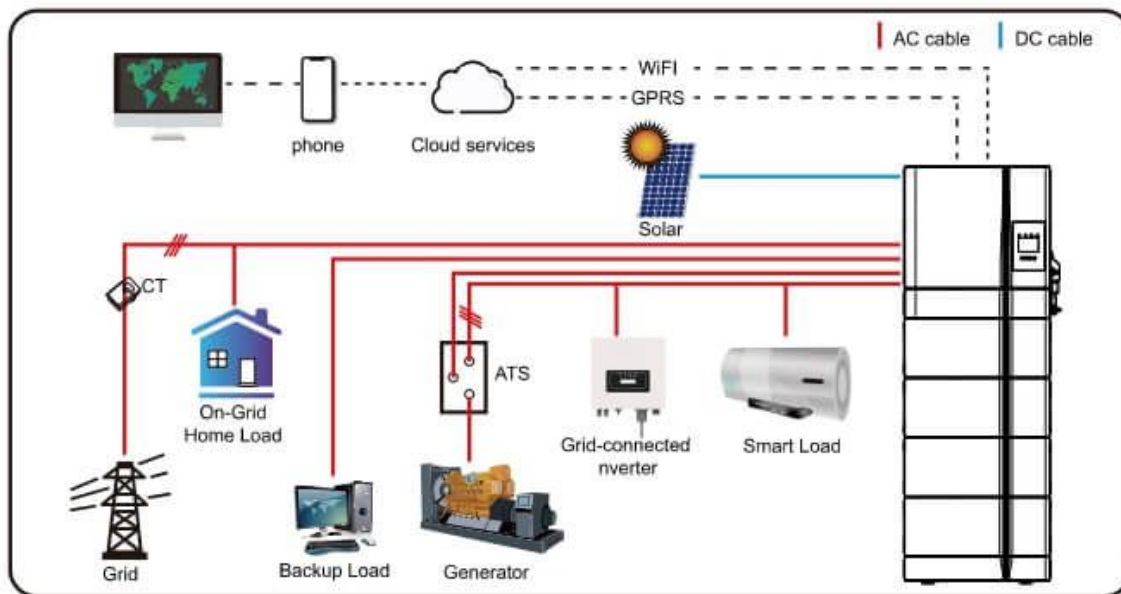 AC cable
DC cable
WiFI
GPRS
phone
Cloud services
Solar
CT
On-Grid
Home Load
ATS
Grid-connected
nverter
Smart Load
Grid
Backup Load
Generator